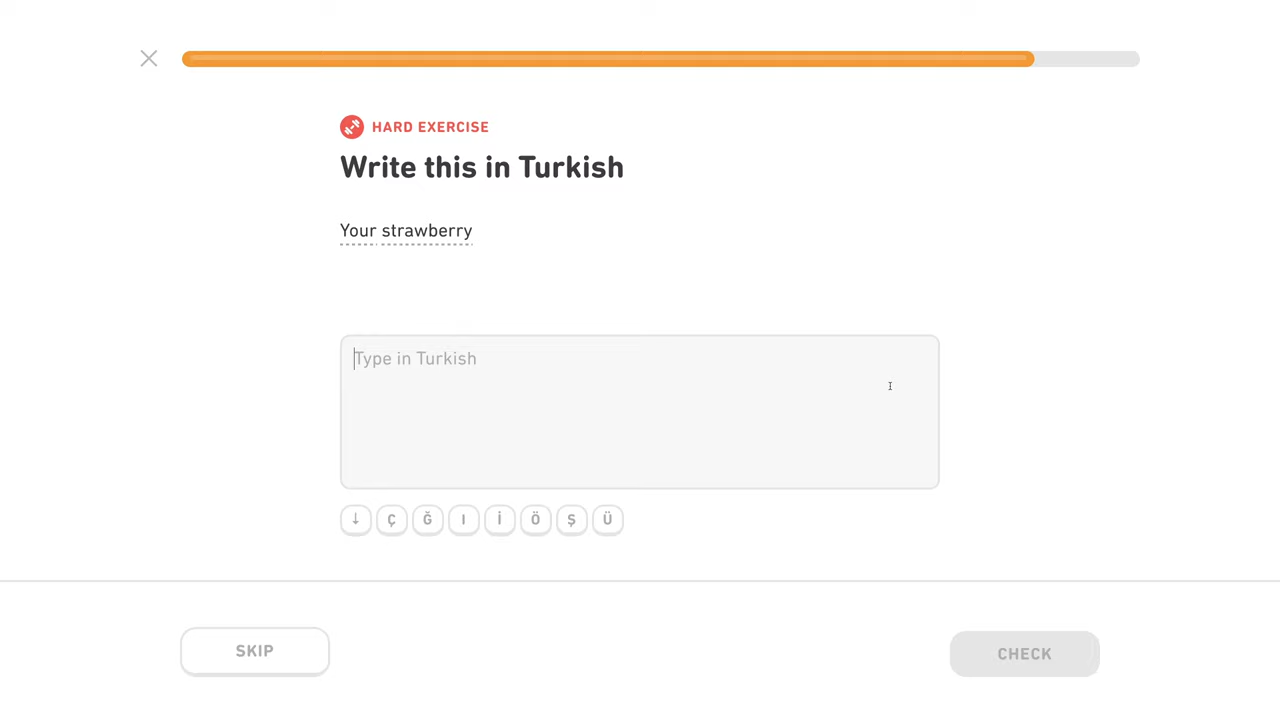 HARD EXERCISE
Write this in Turkish
Your strawberry
Type in Turkish
↓ Ç Ğ I İ Ö Ş Ü
SKIP
CHECK